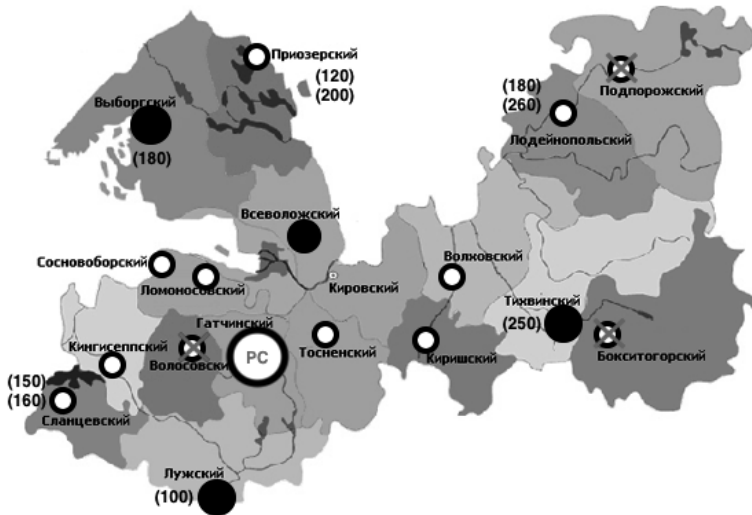 Приозерский
(120)
(200)
Выборгский
(180)
(180)
(260)
Подпорожский
Лодейнопольский
Всеволожский
Сосновоборский
Ломоносовский
Кировский
Волховский
Тихвинский
(250)
Бокситогорский
Гатчинский
РС
Кингисеппский
Волосовский
Тосненский
Киришский
(150)
(160)
Сланцевский
Лужский
(100)